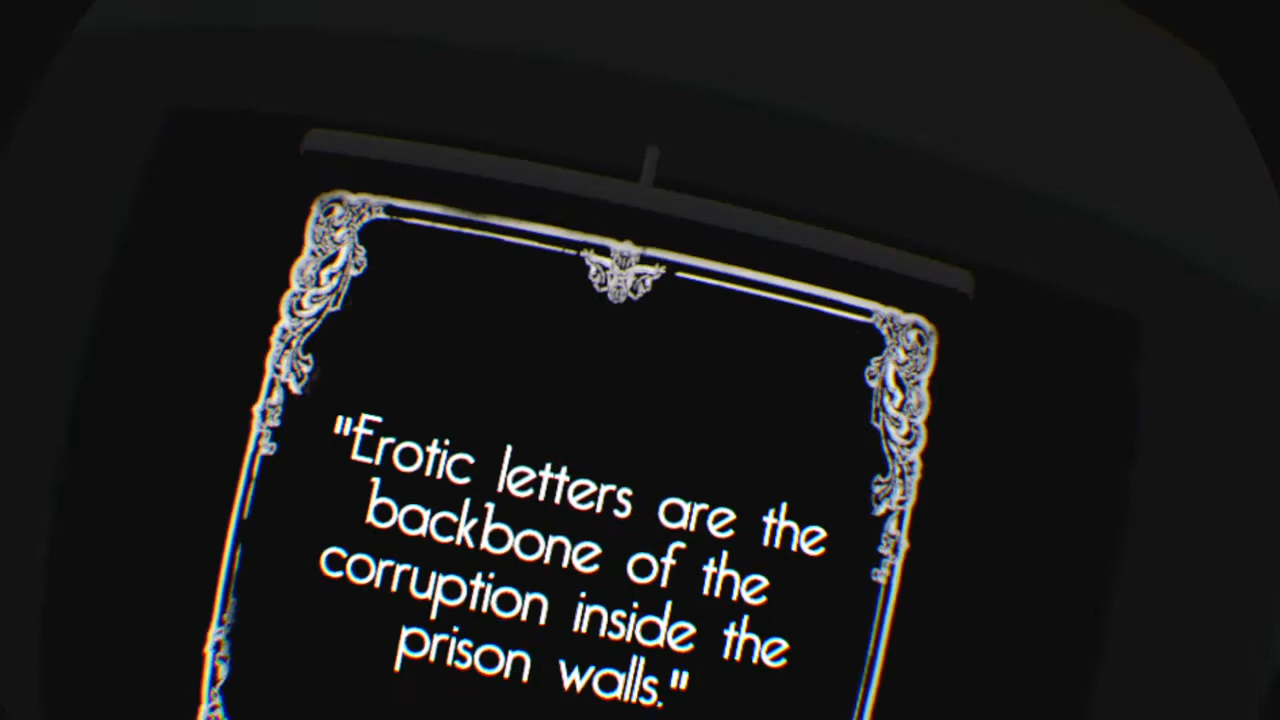 "Erotic letters are the
backbone of the
corruption inside the
prison walls."